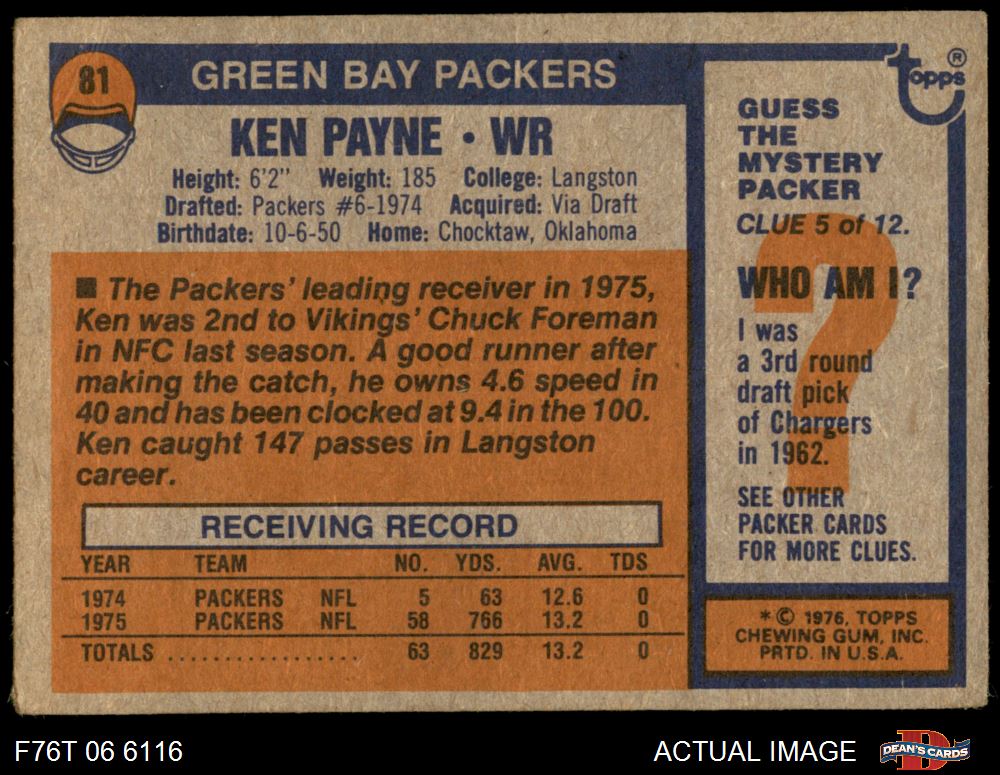 81
GREEN BAY PACKERS
KEN PAYNE • WR
Height: 6'2" Weight: 185 College: Langston
Drafted: Packers #6-1974 Acquired: Via Draft
Birthdate: 10-6-50 Home: Chocktaw, Oklahoma
■ The Packers' leading receiver in 1975,
Ken was 2nd to Vikings' Chuck Foreman
in NFC last season. A good runner after
making the catch, he owns 4.6 speed in
40 and has been clocked at 9.4 in the 100.
Ken caught 147 passes in Langston
career.
RECEIVING RECORD
YEAR TEAM NO. YDS. AVG. TDS
1974 PACKERS NFL 5 63 12.6 0
1975 PACKERS NFL 58 766 13.2 0
TOTALS .................. 63 829 13.2 0
topps ®
GUESS
THE
MYSTERY
PACKER
CLUE 5 of 12.
?
WHO AM I?
I was
a 3rd round
draft pick
of Chargers
in 1962.
SEE OTHER
PACKER CARDS
FOR MORE CLUES.
* © 1976, TOPPS
CHEWING GUM, INC.
PRTD. IN U.S.A.
F76T 06 6116
ACTUAL IMAGE
D
DEAN'S CARDS